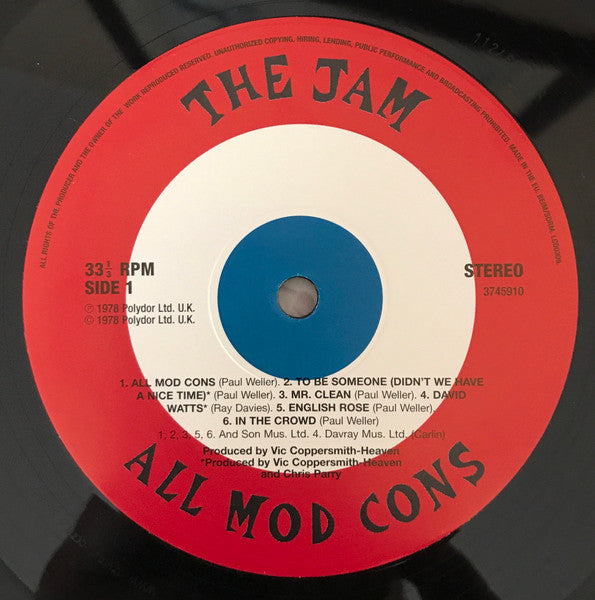 ALL RIGHTS OF THE PRODUCER AND THE OWNER OF THE WORK REPRODUCED RESERVED. UNAUTHORIZED COPYING, HIRING, LENDING, PUBLIC PERFORMANCE AND BROADCASTING PROHIBITED. MADE IN THE EU. BIEM/SDRM. LC00309.
THE JAM
33 1/3 RPM
SIDE 1
℗ 1978 Polydor Ltd. U.K.
© 1978 Polydor Ltd. U.K.
STEREO
3745910
1. ALL MOD CONS (Paul Weller). 2. TO BE SOMEONE (DIDN'T WE HAVE
A NICE TIME)* (Paul Weller). 3. MR. CLEAN (Paul Weller). 4. DAVID
WATTS* (Ray Davies). 5. ENGLISH ROSE (Paul Weller).
6. IN THE CROWD (Paul Weller)
1, 2, 3, 5, 6. And Son Mus. Ltd. 4. Davray Mus. Ltd. (Carlin)
Produced by Vic Coppersmith-Heaven
*Produced by Vic Coppersmith-Heaven
and Chris Parry
ALL MOD CONS